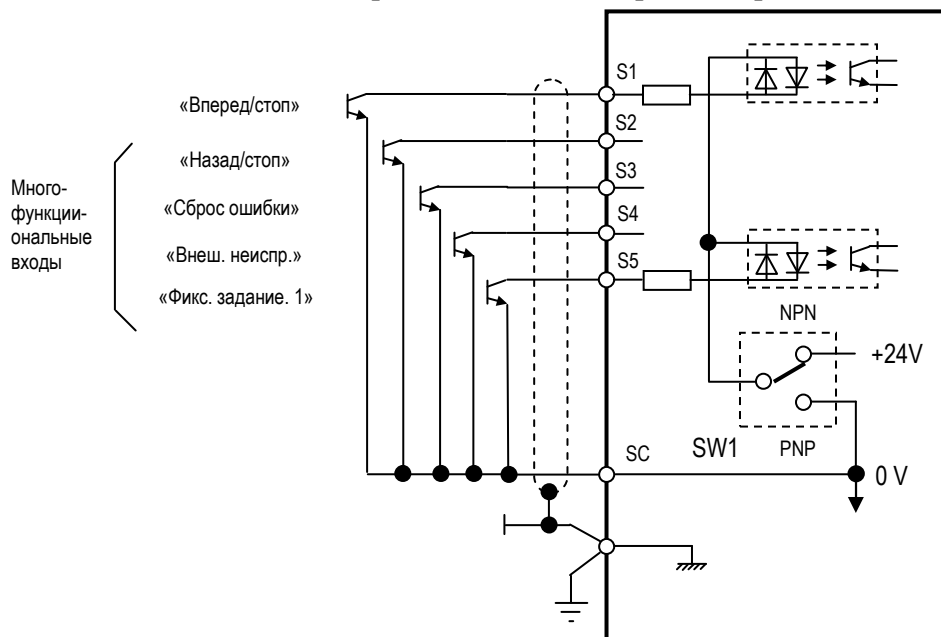 S1
«Вперед/стоп»
S2
«Назад/стоп»
S3
Много-
функци-
ональные
входы
«Сброс ошибки»
S4
«Внеш. неиспр.»
S5
«Фикс. задание. 1»
NPN
+24V
SC
SW1
PNP
0 V